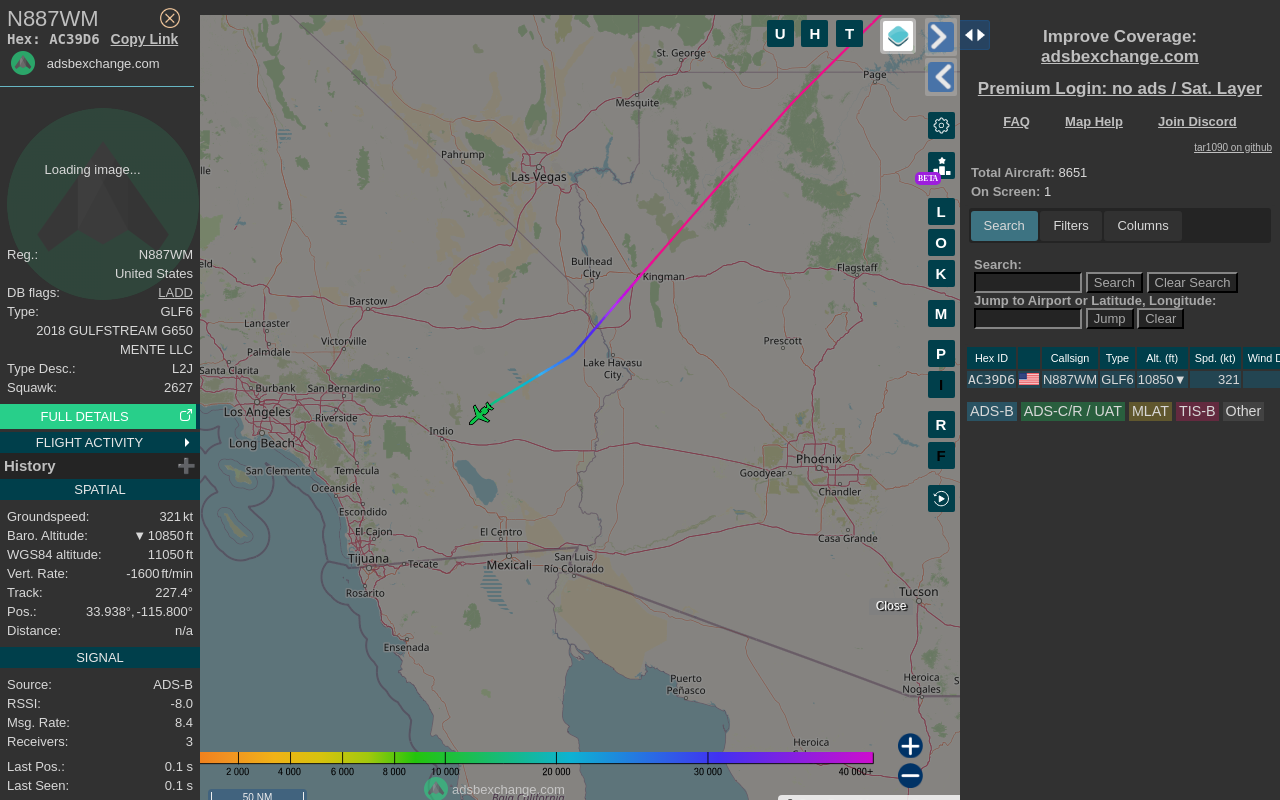 N887WM
Hex: AC39D6 Copy Link
adsbexchange.com
Loading image...
Reg.: N887WM
United States
DB flags: LADD
Type: GLF6
2018 GULFSTREAM G650
MENTE LLC
Type Desc.: L2J
Squawk: 2627
FULL DETAILS
FLIGHT ACTIVITY
History
SPATIAL
Groundspeed: 321 kt
Baro. Altitude: ▼ 10850 ft
WGS84 altitude: 11050 ft
Vert. Rate: -1600 ft/min
Track: 227.4°
Pos.: 33.938°, -115.800°
Distance: n/a
SIGNAL
Source: ADS-B
RSSI: -8.0
Msg. Rate: 8.4
Receivers: 3
Last Pos.: 0.1 s
Last Seen: 0.1 s
U H T
St. George
Page
Mesquite
Pahrump
Las Vegas
BETA
L
O
K
M
P
I
R
F
Bullhead
City
Kingman
Flagstaff
Barstow
Lancaster
Palmdale
Victorville
Prescott
Lake Havasu
City
Santa Clarita
Burbank
San Bernardino
Los Angeles
Riverside
Long Beach
Indio
San Clemente
Temecula
Oceanside
Escondido
El Cajon
El Centro
Tijuana
Tecate
Mexicali
San Luis
Río Colorado
Rosarito
Ensenada
Phoenix
Goodyear
Chandler
Casa Grande
Tucson
Close
Puerto
Peñasco
Heroica
Nogales
Heroica
2 000 4 000 6 000 8 000 10 000 20 000 30 000 40 000+
adsbexchange.com
Baja California
50 NM
Improve Coverage:
adsbexchange.com
Premium Login: no ads / Sat. Layer
FAQ Map Help Join Discord
tar1090 on github
Total Aircraft: 8651
On Screen: 1
Search Filters Columns
Search:
Search Clear Search
Jump to Airport or Latitude, Longitude:
Jump Clear
Hex ID Callsign Type Alt. (ft) Spd. (kt) Wind D
AC39D6 N887WM GLF6 10850▼ 321
ADS-B ADS-C/R / UAT MLAT TIS-B Other